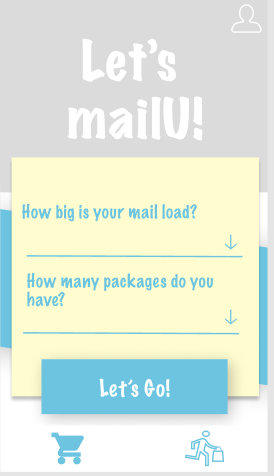 Let's
mailU!
How big is your mail load?
How many packages do you
have?
Let's Go!